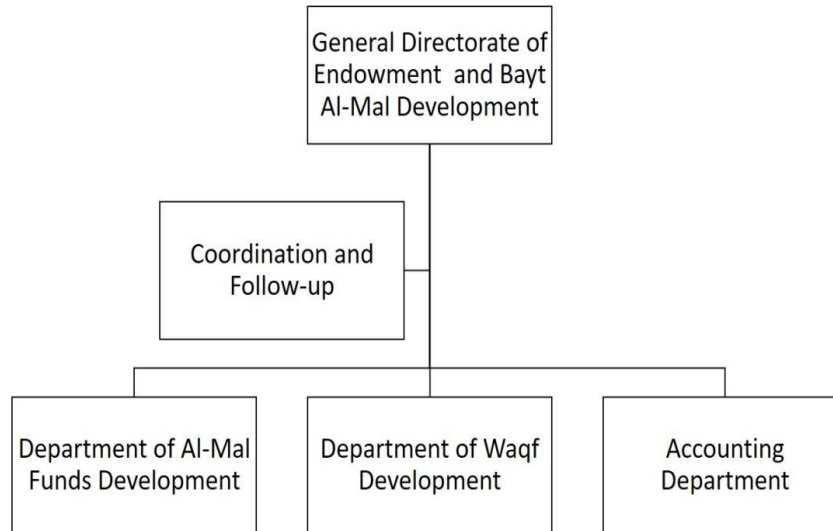 General Directorate of
Endowment and Bayt
Al-Mal Development
Coordination and
Follow-up
Department of Al-Mal
Funds Development
Department of Waqf
Development
Accounting
Department